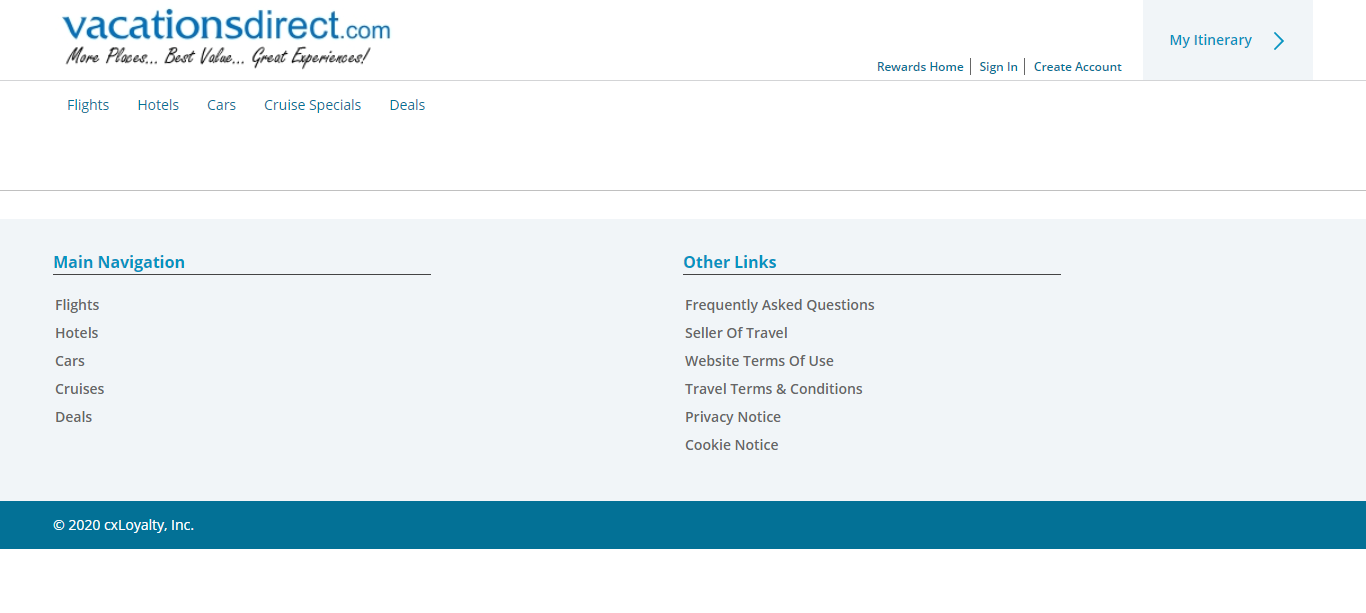 vacationsdirect.com
More Places... Best Value... Great Experiences!
My Itinerary
Rewards Home Sign In Create Account
Flights Hotels Cars Cruise Specials Deals
Main Navigation
Flights
Hotels
Cars
Cruises
Deals
Other Links
Frequently Asked Questions
Seller Of Travel
Website Terms Of Use
Travel Terms & Conditions
Privacy Notice
Cookie Notice
© 2020 cxLoyalty, Inc.